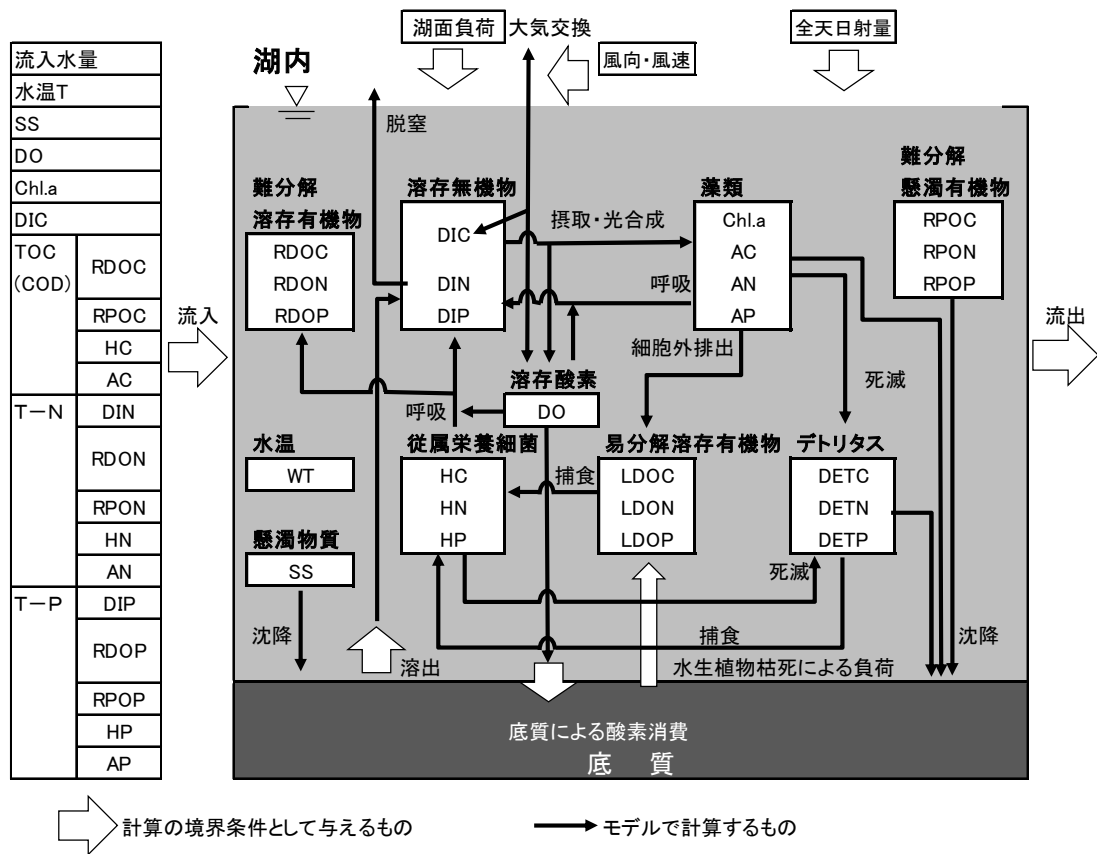 湖面負荷
大気交換
全天日射量
風向・風速
流入水量
水温T
SS
DO
Chl.a
DIC
TOC
(COD)
RDOC
RPOC
HC
AC
T－N
DIN
RDON
RPON
HN
AN
T－P
DIP
RDOP
RPOP
HP
AP
流入
湖内
脱窒
難分解
溶存有機物
RDOC
RDON
RDOP
溶存無機物
DIC
DIN
DIP
摂取・光合成
呼吸
藻類
Chl.a
AC
AN
AP
難分解
懸濁有機物
RPOC
RPON
RPOP
流出
細胞外排出
死滅
溶存酸素
DO
呼吸
水温
WT
従属栄養細菌
HC
HN
HP
捕食
易分解溶存有機物
LDOC
LDON
LDOP
デトリタス
DETC
DETN
DETP
懸濁物質
SS
死滅
沈降
溶出
捕食
水生植物枯死による負荷
沈降
底質による酸素消費
底　質
計算の境界条件として与えるもの
モデルで計算するもの